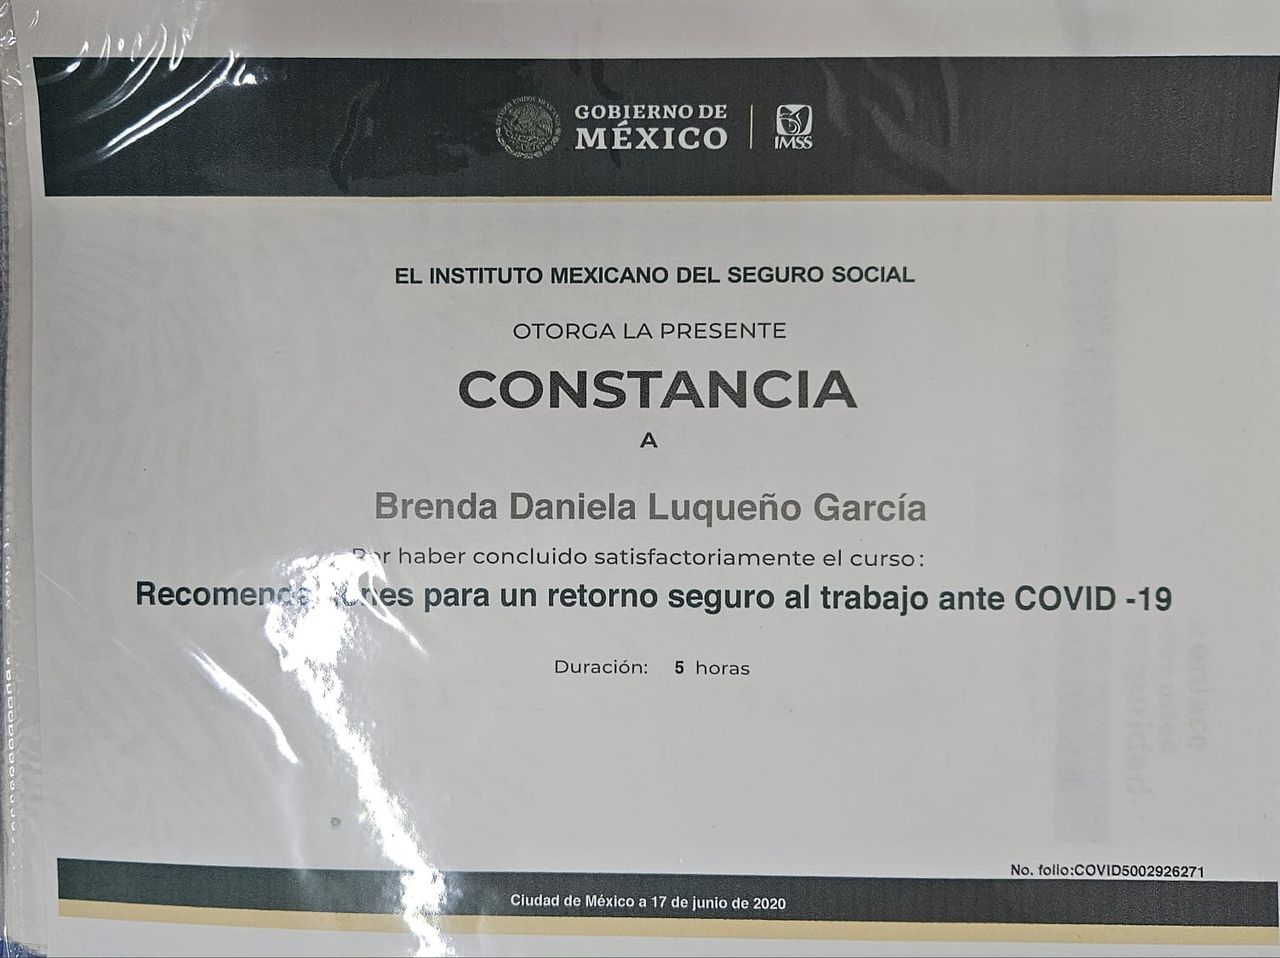 GOBIERNO DE
MÉXICO
IMSS
EL INSTITUTO MEXICANO DEL SEGURO SOCIAL
OTORGA LA PRESENTE
CONSTANCIA
A
Brenda Daniela Luqueño García
Por haber concluido satisfactoriamente el curso:
Recomendaciones para un retorno seguro al trabajo ante COVID -19
Duración: 5 horas
No. folio:COVID5002926271
Ciudad de México a 17 de junio de 2020